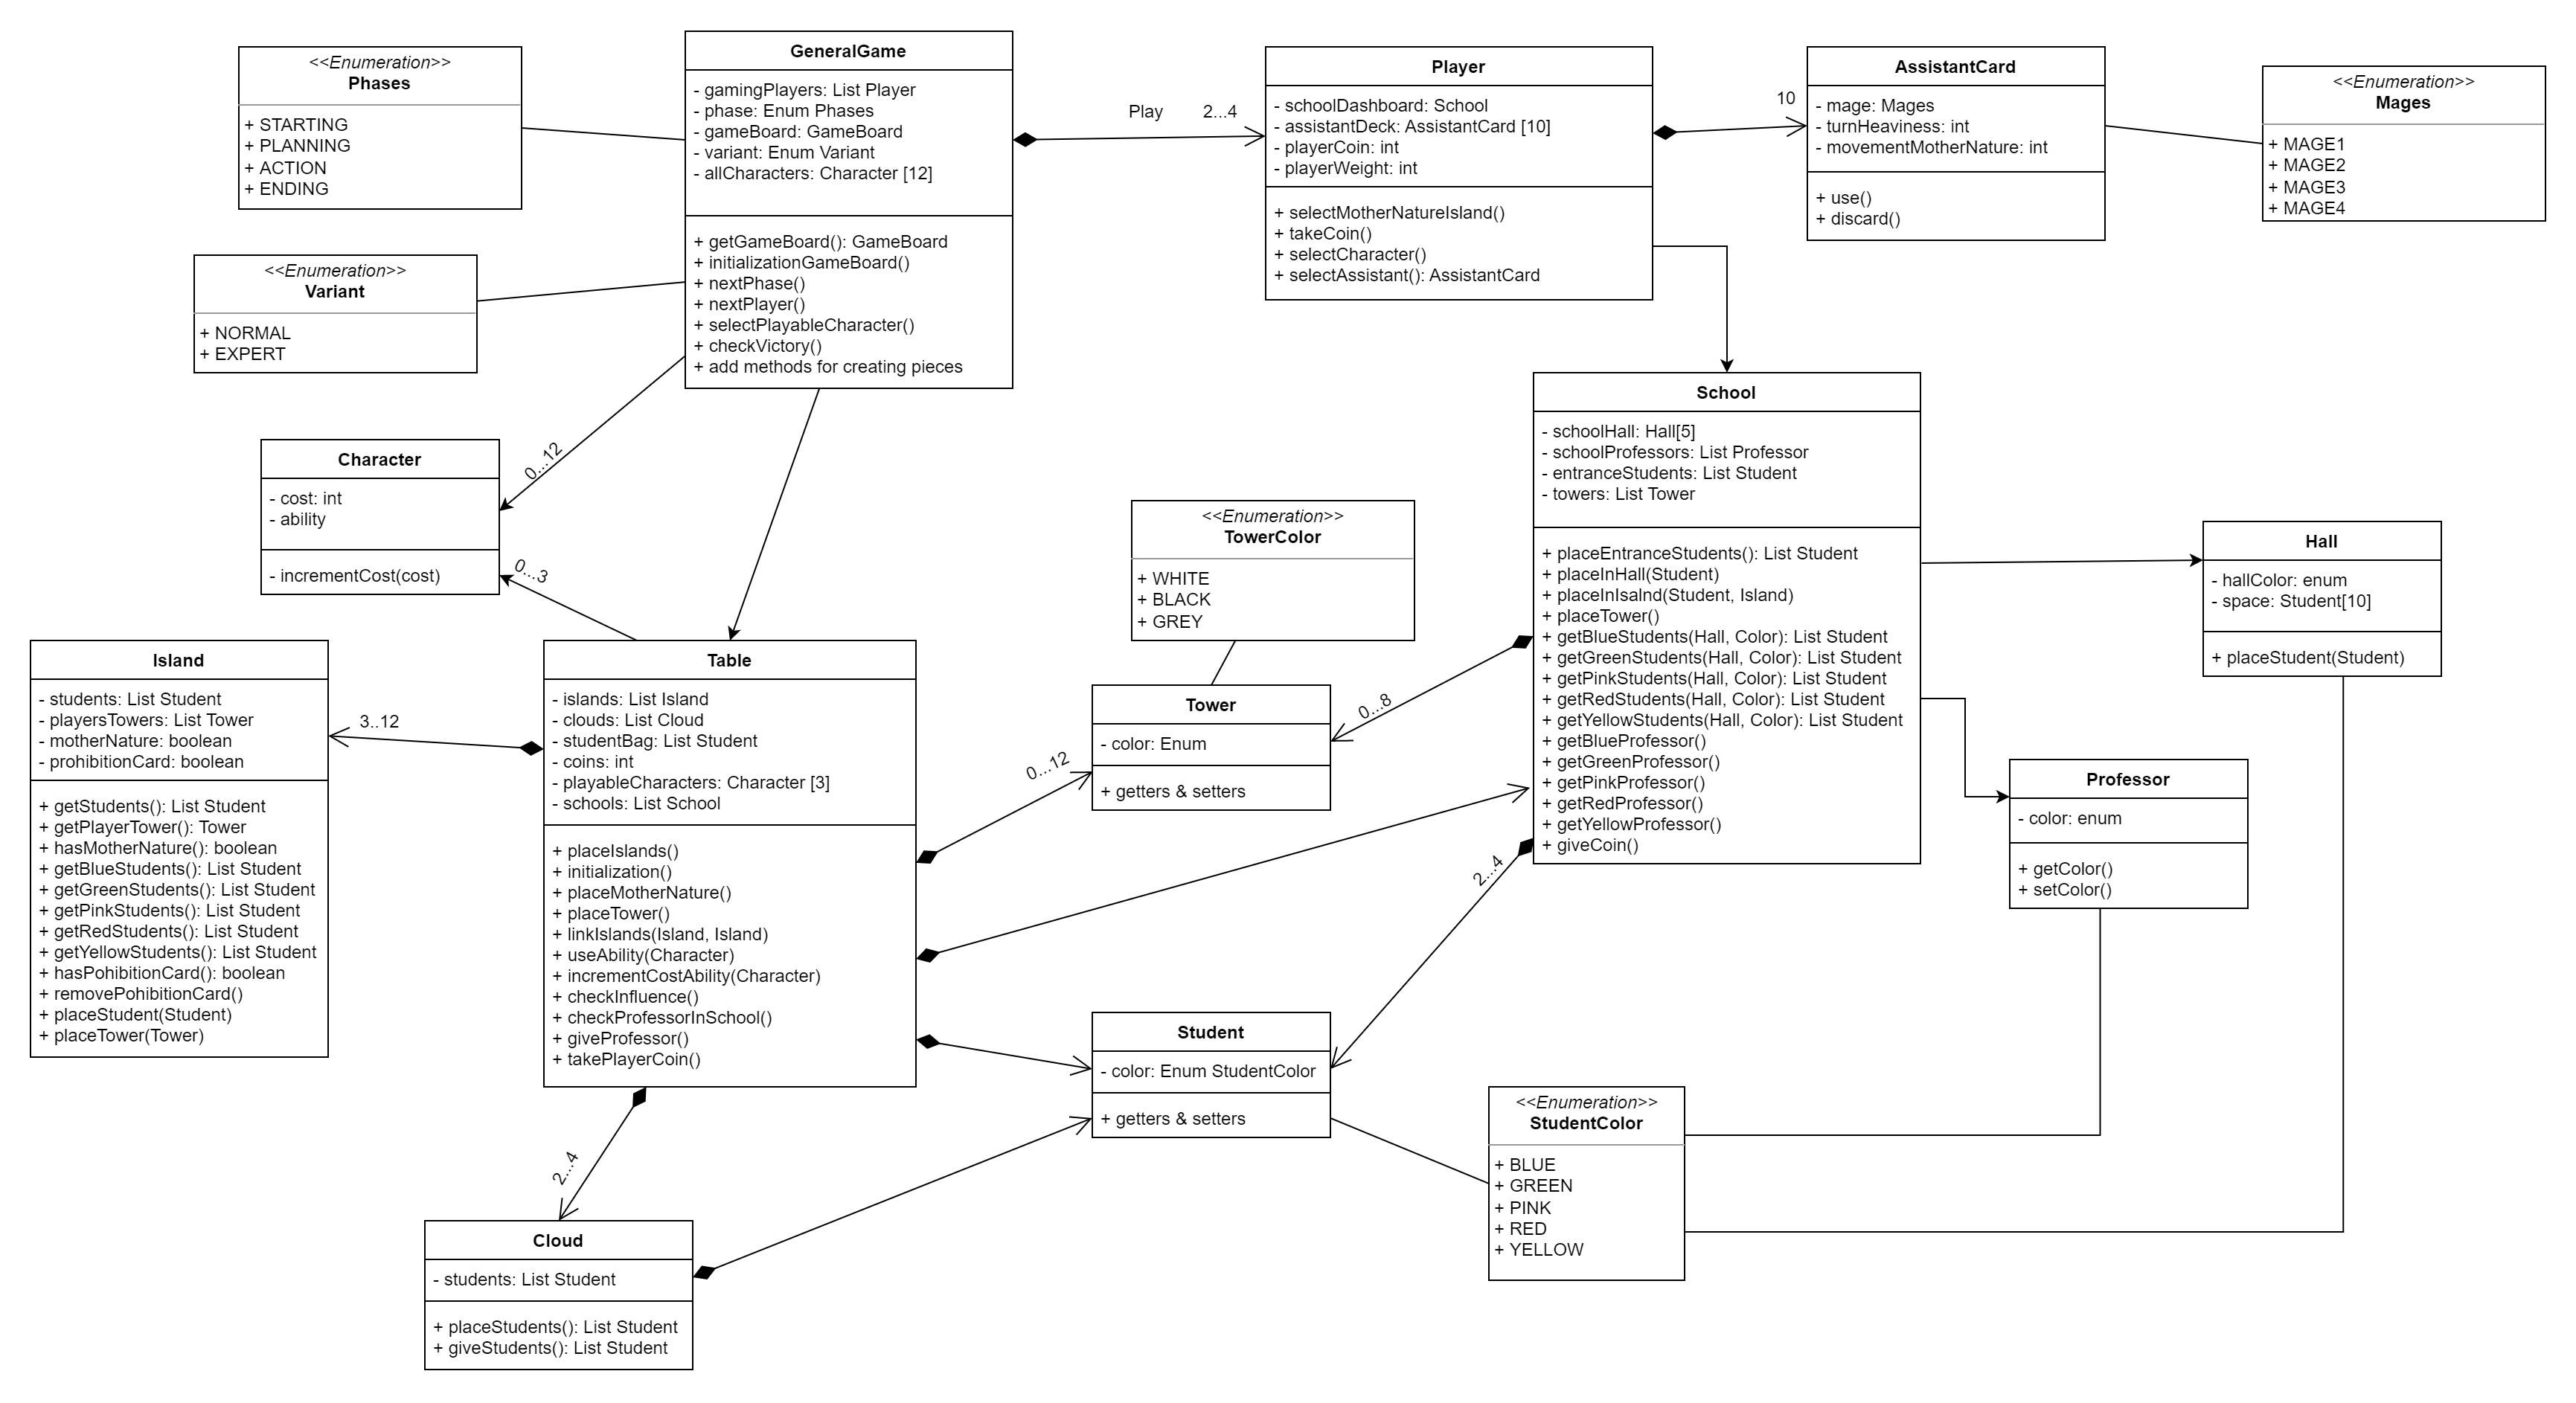 <<Enumeration>>
Phases
+ STARTING
+ PLANNING
+ ACTION
+ ENDING
GeneralGame
- gamingPlayers: List Player
- phase: Enum Phases
- gameBoard: GameBoard
- variant: Enum Variant
- allCharacters: Character [12]
+ getGameBoard(): GameBoard
+ initializationGameBoard()
+ nextPhase()
+ nextPlayer()
+ selectPlayableCharacter()
+ checkVictory()
+ add methods for creating pieces
Play
2...4
Player
- schoolDashboard: School
- assistantDeck: AssistantCard [10]
- playerCoin: int
- playerWeight: int
+ selectMotherNatureIsland()
+ takeCoin()
+ selectCharacter()
+ selectAssistant(): AssistantCard
10
AssistantCard
- mage: Mages
- turnHeaviness: int
- movementMotherNature: int
+ use()
+ discard()
<<Enumeration>>
Mages
+ MAGE1
+ MAGE2
+ MAGE3
+ MAGE4
<<Enumeration>>
Variant
+ NORMAL
+ EXPERT
0...12
Character
- cost: int
- ability
- incrementCost(cost)
0...3
School
- schoolHall: Hall[5]
- schoolProfessors: List Professor
- entranceStudents: List Student
- towers: List Tower
+ placeEntranceStudents(): List Student
+ placeInHall(Student)
+ placeInIsalnd(Student, Island)
+ placeTower()
+ getBlueStudents(Hall, Color): List Student
+ getGreenStudents(Hall, Color): List Student
+ getPinkStudents(Hall, Color): List Student
+ getRedStudents(Hall, Color): List Student
+ getYellowStudents(Hall, Color): List Student
+ getBlueProfessor()
+ getGreenProfessor()
+ getPinkProfessor()
+ getRedProfessor()
+ getYellowProfessor()
+ giveCoin()
<<Enumeration>>
TowerColor
+ WHITE
+ BLACK
+ GREY
Hall
- hallColor: enum
- space: Student[10]
+ placeStudent(Student)
Island
- students: List Student
- playersTowers: List Tower
- motherNature: boolean
- prohibitionCard: boolean
+ getStudents(): List Student
+ getPlayerTower(): Tower
+ hasMotherNature(): boolean
+ getBlueStudents(): List Student
+ getGreenStudents(): List Student
+ getPinkStudents(): List Student
+ getRedStudents(): List Student
+ getYellowStudents(): List Student
+ hasPohibitionCard(): boolean
+ removePohibitionCard()
+ placeStudent(Student)
+ placeTower(Tower)
3..12
Table
- islands: List Island
- clouds: List Cloud
- studentBag: List Student
- coins: int
- playableCharacters: Character [3]
- schools: List School
+ placeIslands()
+ initialization()
+ placeMotherNature()
+ placeTower()
+ linkIslands(Island, Island)
+ useAbility(Character)
+ incrementCostAbility(Character)
+ checkInfluence()
+ checkProfessorInSchool()
+ giveProfessor()
+ takePlayerCoin()
0...12
Tower
- color: Enum
+ getters & setters
0...8
Professor
- color: enum
+ getColor()
+ setColor()
2...4
Student
- color: Enum StudentColor
+ getters & setters
<<Enumeration>>
StudentColor
+ BLUE
+ GREEN
+ PINK
+ RED
+ YELLOW
2...4
Cloud
- students: List Student
+ placeStudents(): List Student
+ giveStudents(): List Student